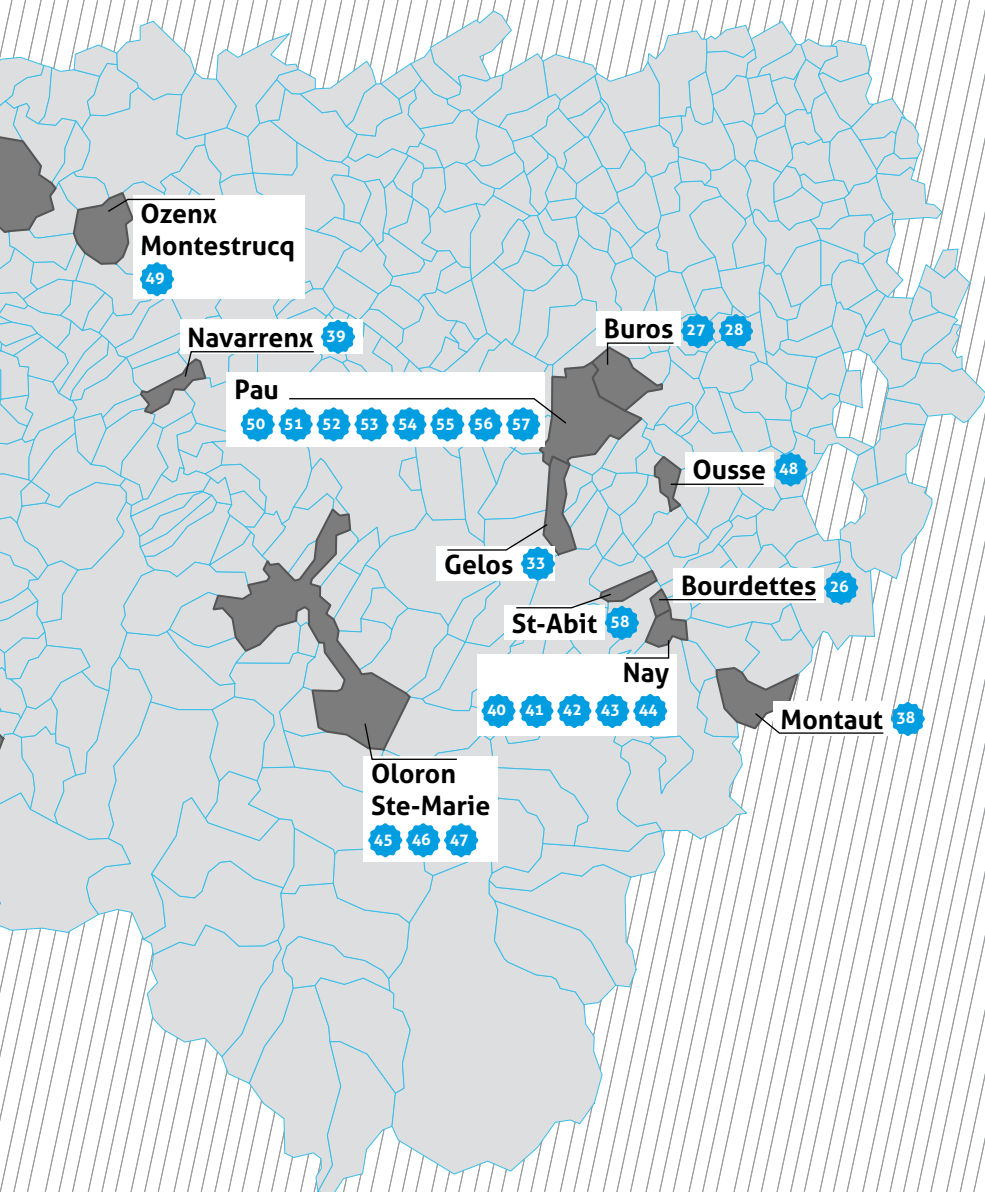 Ozenx
Montestrucq
49
Navarrenx 39
Buros 27 28
Pau
50 51 52 53 54 55 56 57
Ousse 48
Gelos 33
Bourdettes 26
St-Abit 58
Nay
40 41 42 43 44
Montaut 38
Oloron
Ste-Marie
45 46 47